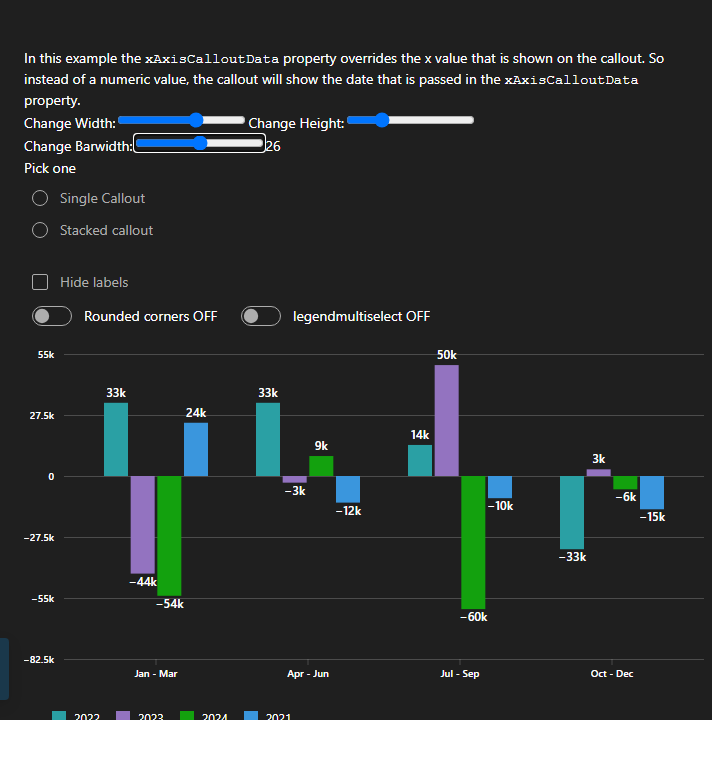 In this example the xAxisCalloutData property overrides the x value that is shown on the callout. So
instead of a numeric value, the callout will show the date that is passed in the xAxisCalloutData
property.
Change Width: Change Height:
Change Barwidth: 26
Pick one
Single Callout
Stacked callout
Hide labels
Rounded corners OFF legendmultiselect OFF
55k
50k
33k 33k
27.5k
24k
14k
9k
3k
0
−3k
−6k
−10k
−12k
−15k
−27.5k
−33k
−44k
−55k
−54k
−60k
−82.5k
Jan - Mar Apr - Jun Jul - Sep Oct - Dec
2022 2023 2024 2021